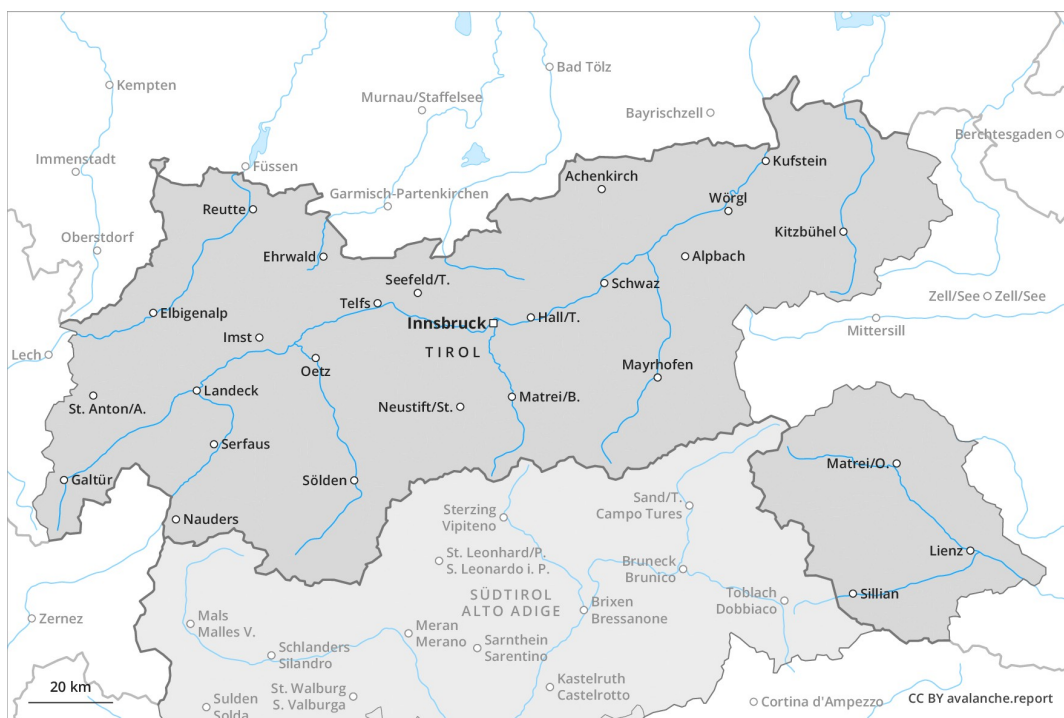 Kempten
Bad Tölz
Murnau/Staffelsee
Bayrischzell
Berchtesgaden
Immenstadt
Füssen
Kufstein
Achenkirch
Garmisch-Partenkirchen
Wörgl
Reutte
Kitzbühel
Oberstdorf
Ehrwald
Alpbach
Seefeld/T.
Schwaz
Zell/See
Zell/See
Telfs
Elbigenalp
Hall/T.
Innsbruck
Mittersill
Imst
TIROL
Lech
Oetz
Mayrhofen
Landeck
Matrei/B.
St. Anton/A.
Neustift/St.
Serfaus
Matrei/O.
Galtür
Sölden
Sand/T.
Campo Tures
Sterzing
Vipiteno
Nauders
Lienz
St. Leonhard/P.
S. Leonardo i. P.
Bruneck
Brunico
SÜDTIROL
ALTO ADIGE
Sillian
Toblach
Dobbiaco
Brixen
Bressanone
Zernez
Mals
Malles V.
Meran
Merano
Sarnthein
Sarentino
Schlanders
Silandro
Kastelruth
Castelrotto
20 km
St. Walburg
S. Valburga
Sulden
Solda
Cortina d'Ampezzo
CC BY avalanche.report